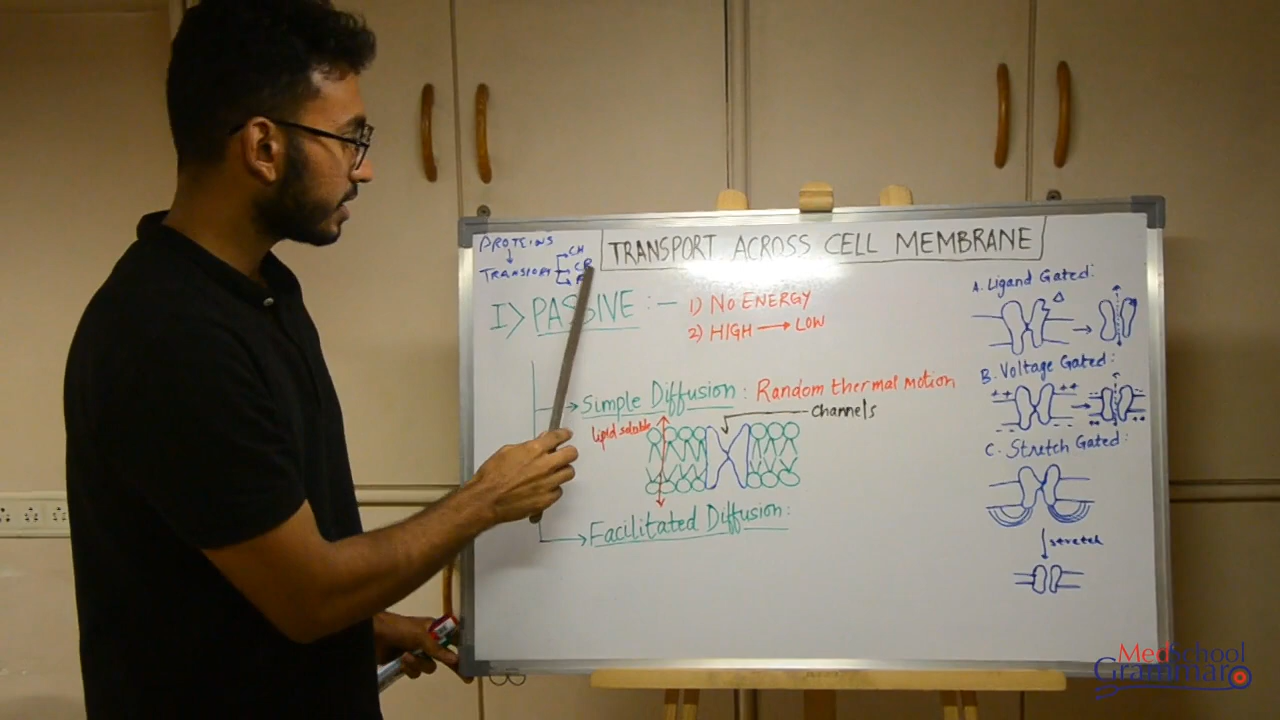 PROTEINS
TRANSPORT
CH
CR
TRANSPORT ACROSS CELL MEMBRANE
I> PASSIVE :- 1) NO ENERGY
2) HIGH → LOW
→ Simple Diffusion : Random thermal motion
channels
lipid soluble
→ Facilitated Diffusion:
A. Ligand Gated:
B. Voltage Gated:
++ ++
C. Stretch Gated:
stretch
MedSchool
Grammar